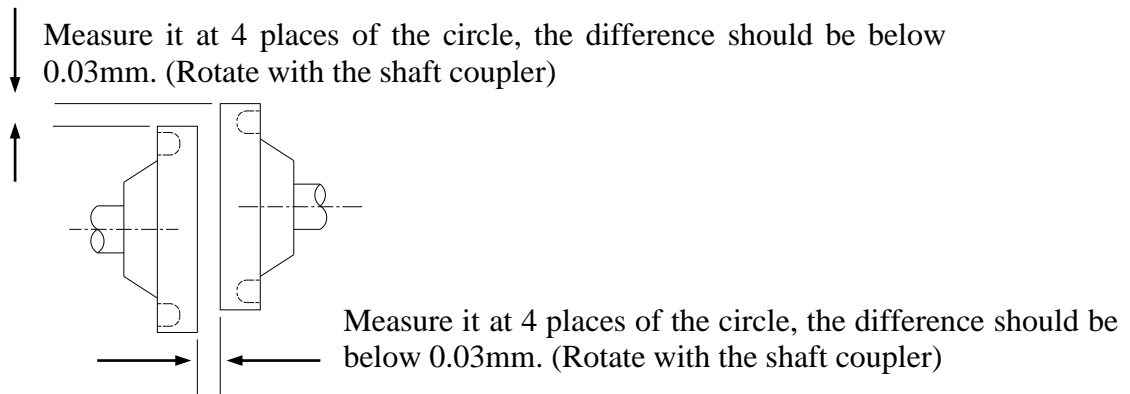 Measure it at 4 places of the circle, the difference should be below
0.03mm. (Rotate with the shaft coupler)
Measure it at 4 places of the circle, the difference should be
below 0.03mm. (Rotate with the shaft coupler)